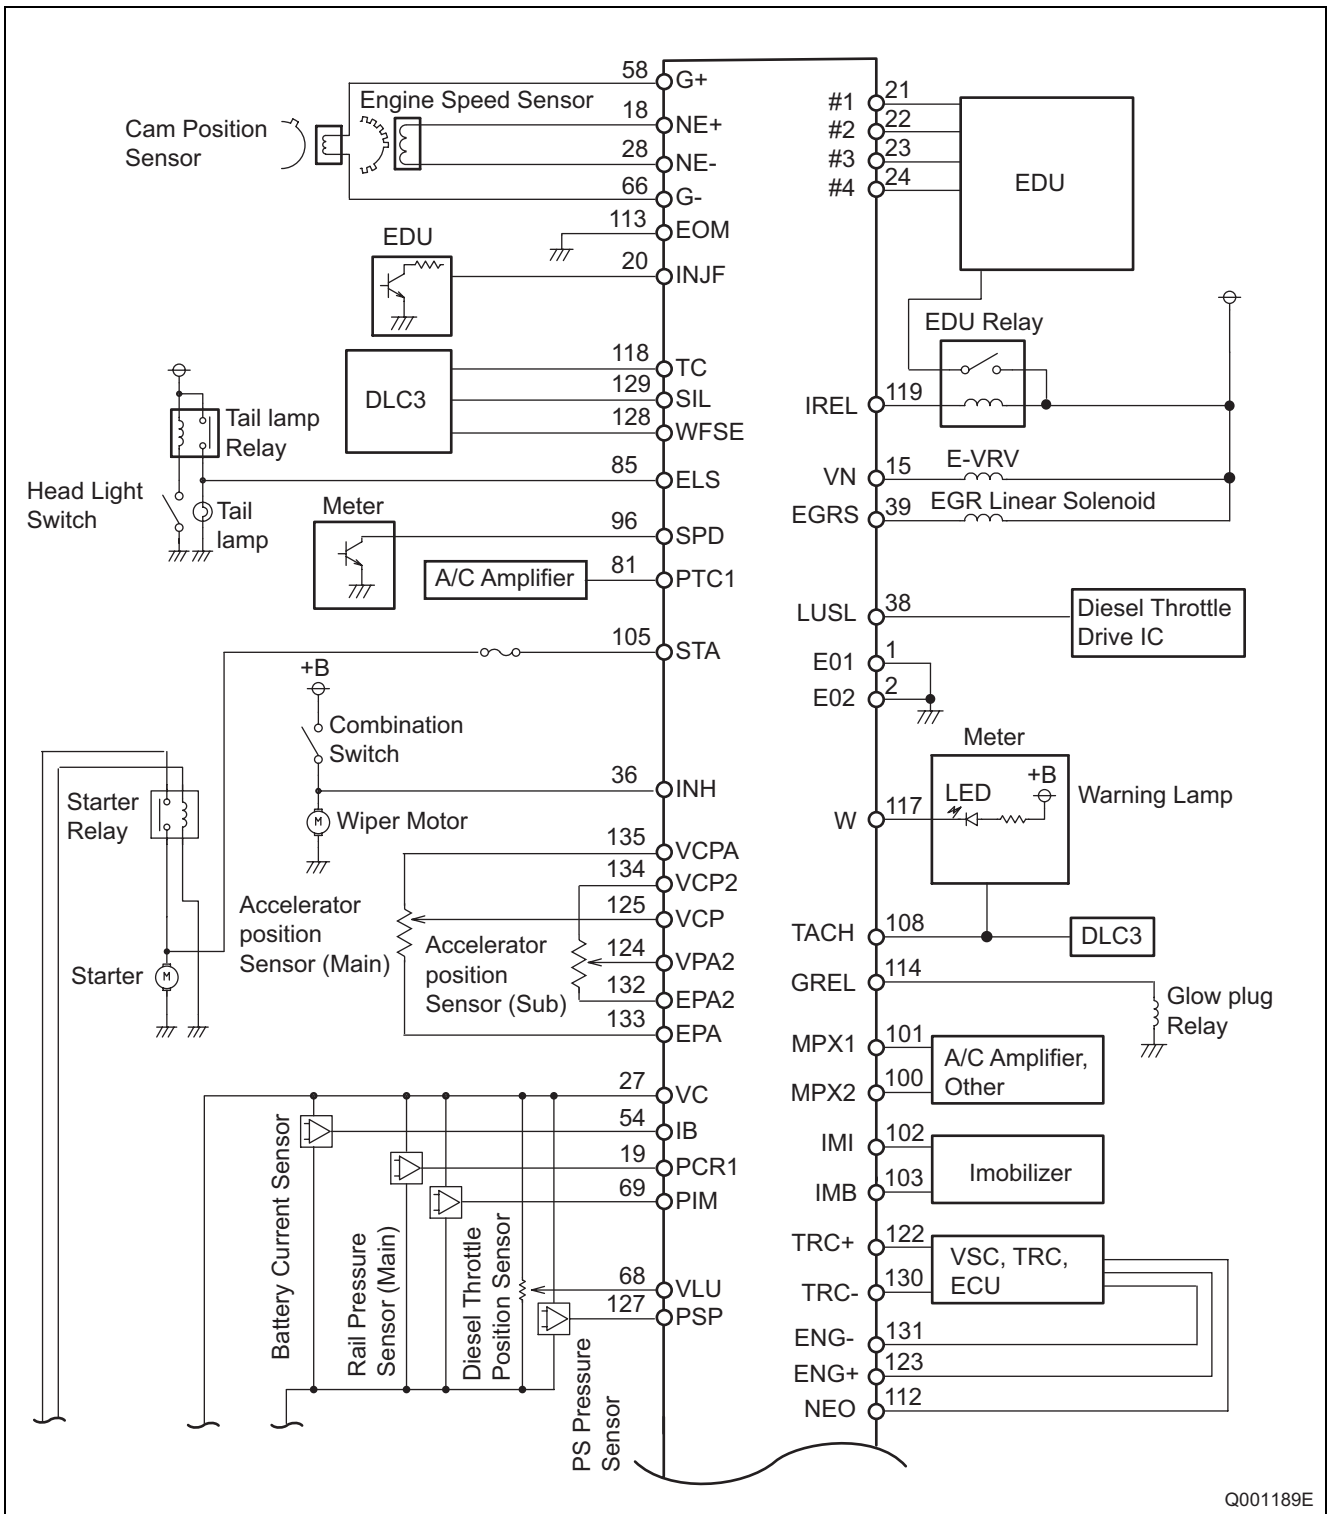 58
G+
Engine Speed Sensor
18
NE+
Cam Position
Sensor
28
NE-
66
G-
113
EOM
EDU
20
INJF
118
TC
DLC3
129
SIL
128
WFSE
Tail lamp
Relay
85
ELS
Head Light
Switch
Tail
lamp
Meter
96
SPD
A/C Amplifier
81
PTC1
105
STA
+B
Combination
Switch
36
INH
Starter
Relay
M
Wiper Motor
135
VCPA
134
VCP2
125
VCP
Accelerator
position
Sensor (Main)
Accelerator
position
Sensor (Sub)
124
VPA2
132
EPA2
133
EPA
Starter
M
27
VC
54
IB
19
PCR1
69
PIM
68
VLU
127
PSP
Battery Current Sensor
Rail Pressure
Sensor (Main)
Diesel Throttle
Position Sensor
PS Pressure
Sensor
#1
21
#2
22
#3
23
#4
24
EDU
EDU Relay
IREL
119
VN
15
E-VRV
EGRS
39
EGR Linear Solenoid
LUSL
38
Diesel Throttle
Drive IC
E01
1
E02
2
Meter
+B
LED
Warning Lamp
W
117
TACH
108
DLC3
GREL
114
Glow plug
Relay
MPX1
101
MPX2
100
A/C Amplifier,
Other
IMI
102
IMB
103
Imobilizer
TRC+
122
TRC-
130
VSC, TRC,
ECU
ENG-
131
ENG+
123
NEO
112
Q001189E